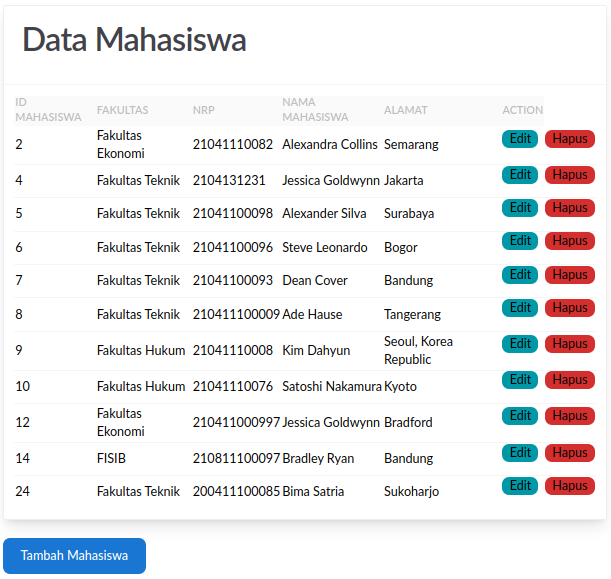 Data Mahasiswa
ID MAHASISWA FAKULTAS NRP NAMA MAHASISWA ALAMAT ACTION
2 Fakultas Ekonomi 21041110082 Alexandra Collins Semarang Edit Hapus
4 Fakultas Teknik 2104131231 Jessica Goldwynn Jakarta Edit Hapus
5 Fakultas Teknik 21041100098 Alexander Silva Surabaya Edit Hapus
6 Fakultas Teknik 21041100096 Steve Leonardo Bogor Edit Hapus
7 Fakultas Teknik 21041100093 Dean Cover Bandung Edit Hapus
8 Fakultas Teknik 210411100009 Ade Hause Tangerang Edit Hapus
9 Fakultas Hukum 21041110008 Kim Dahyun Seoul, Korea Republic Edit Hapus
10 Fakultas Hukum 21041110076 Satoshi Nakamura Kyoto Edit Hapus
12 Fakultas Ekonomi 210411000997 Jessica Goldwynn Bradford Edit Hapus
14 FISIB 210811100097 Bradley Ryan Bandung Edit Hapus
24 Fakultas Teknik 200411100085 Bima Satria Sukoharjo Edit Hapus
Tambah Mahasiswa